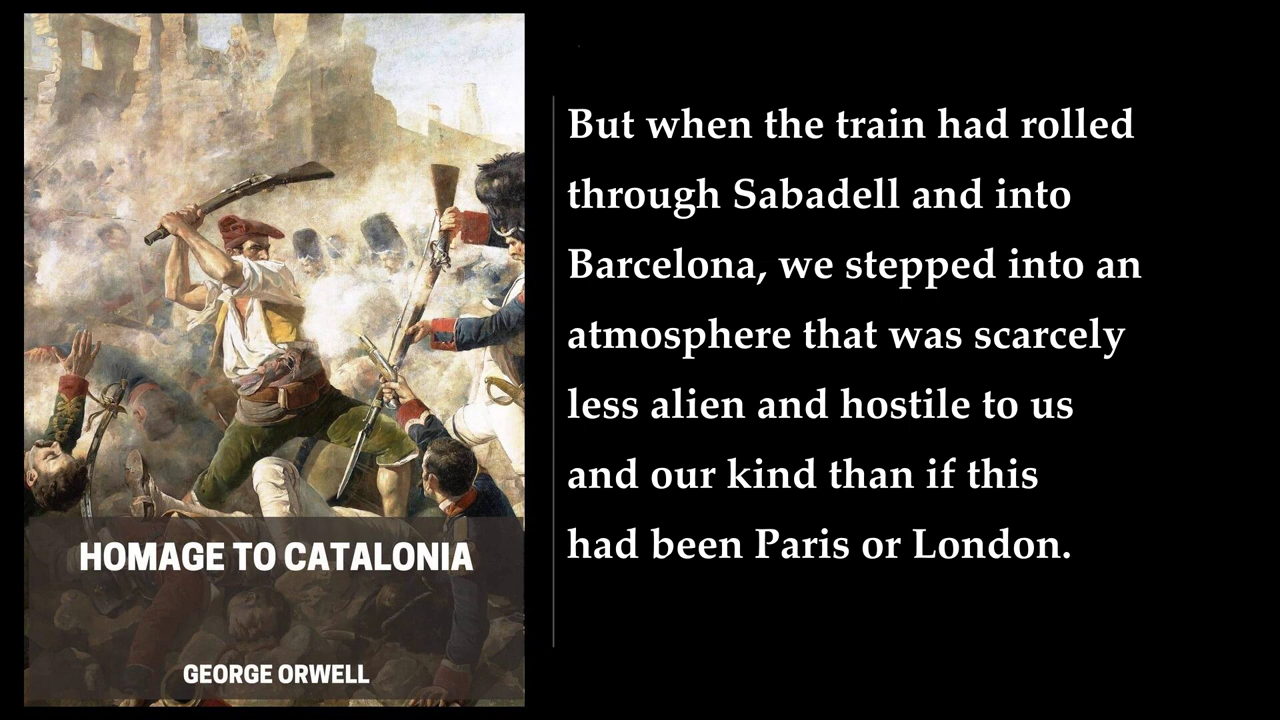 HOMAGE TO CATALONIA
GEORGE ORWELL
But when the train had rolled
through Sabadell and into
Barcelona, we stepped into an
atmosphere that was scarcely
less alien and hostile to us
and our kind than if this
had been Paris or London.